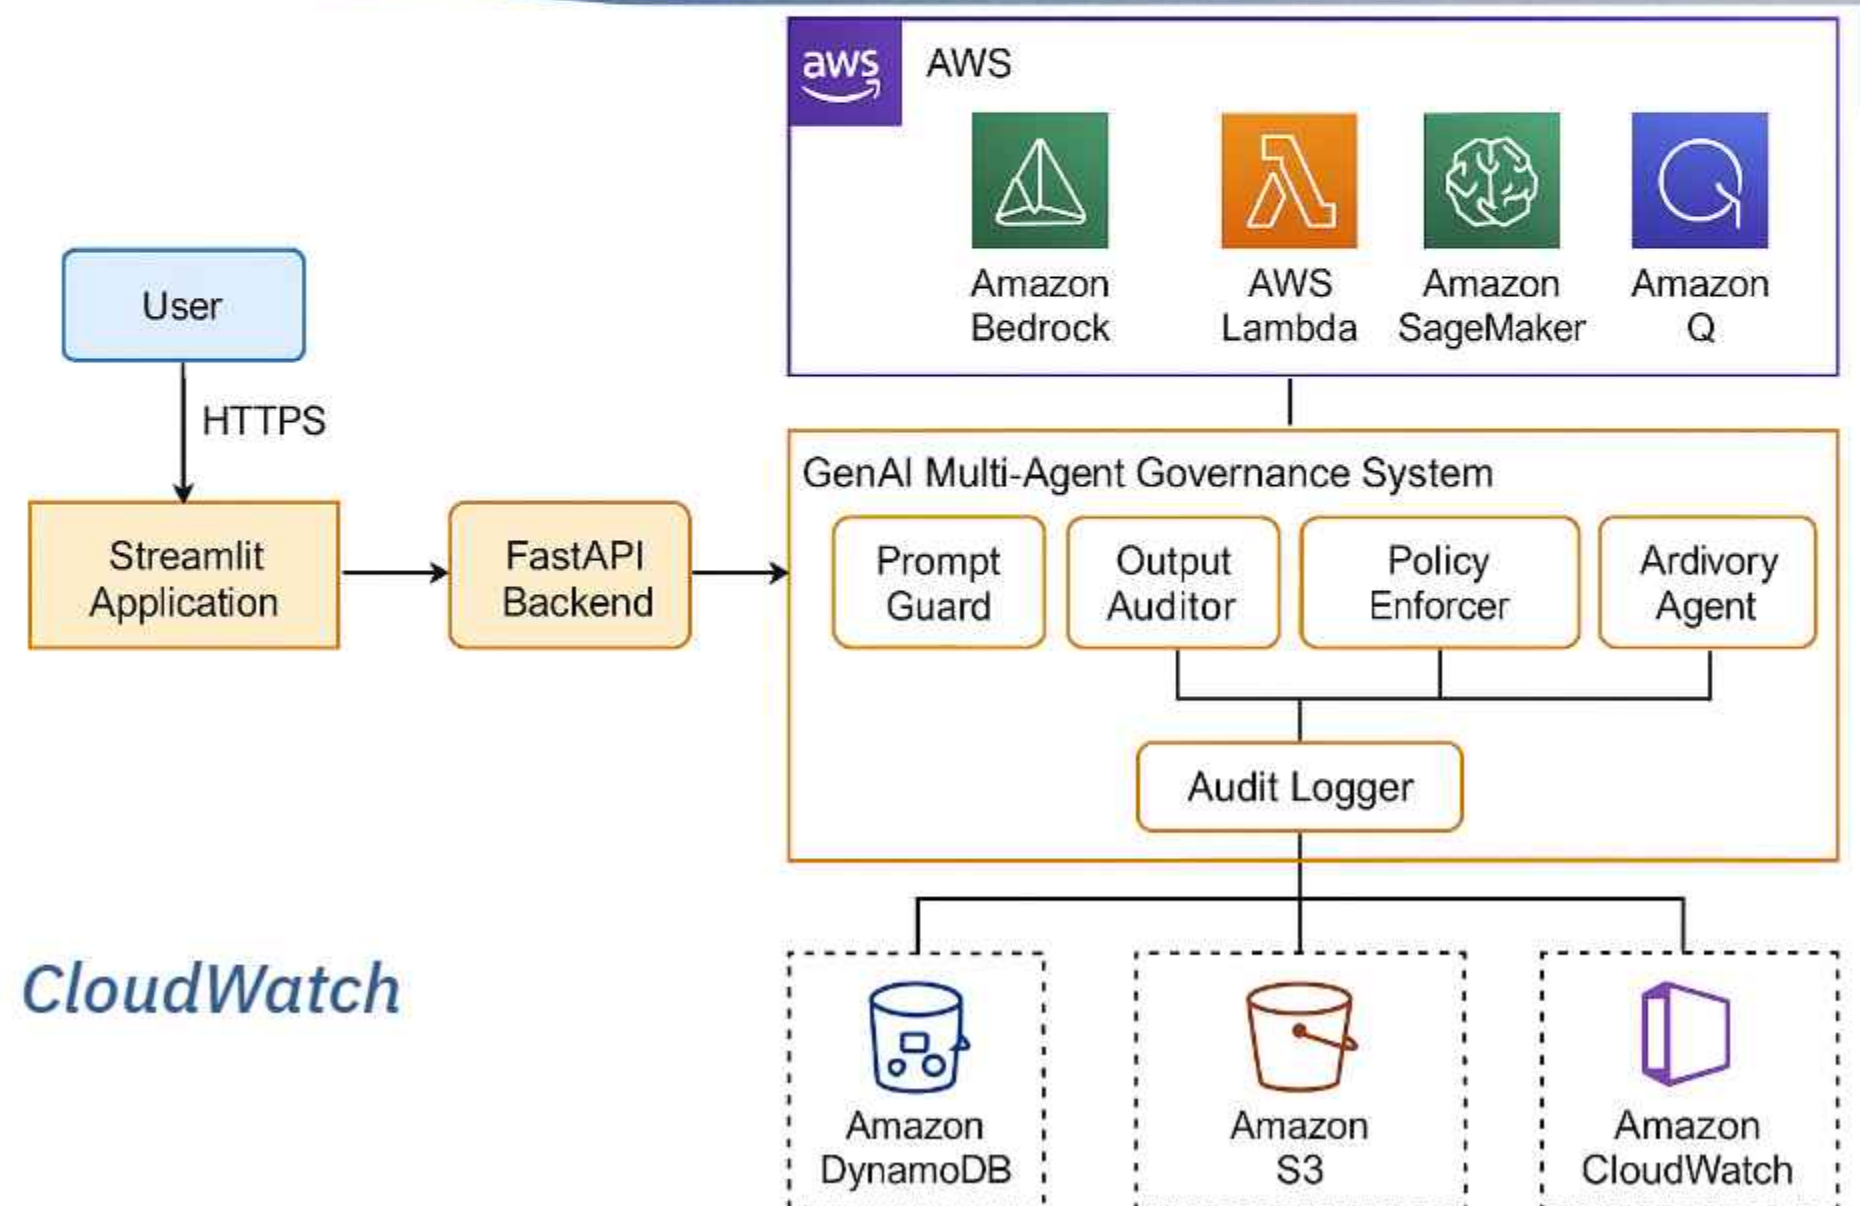 aws
AWS
Amazon
Bedrock
AWS
Lambda
Amazon
SageMaker
Amazon
Q
User
HTTPS
Streamlit
Application
FastAPI
Backend
GenAI Multi-Agent Governance System
Prompt
Guard
Output
Auditor
Policy
Enforcer
Ardivory
Agent
Audit Logger
CloudWatch
Amazon
DynamoDB
Amazon
S3
Amazon
CloudWatch